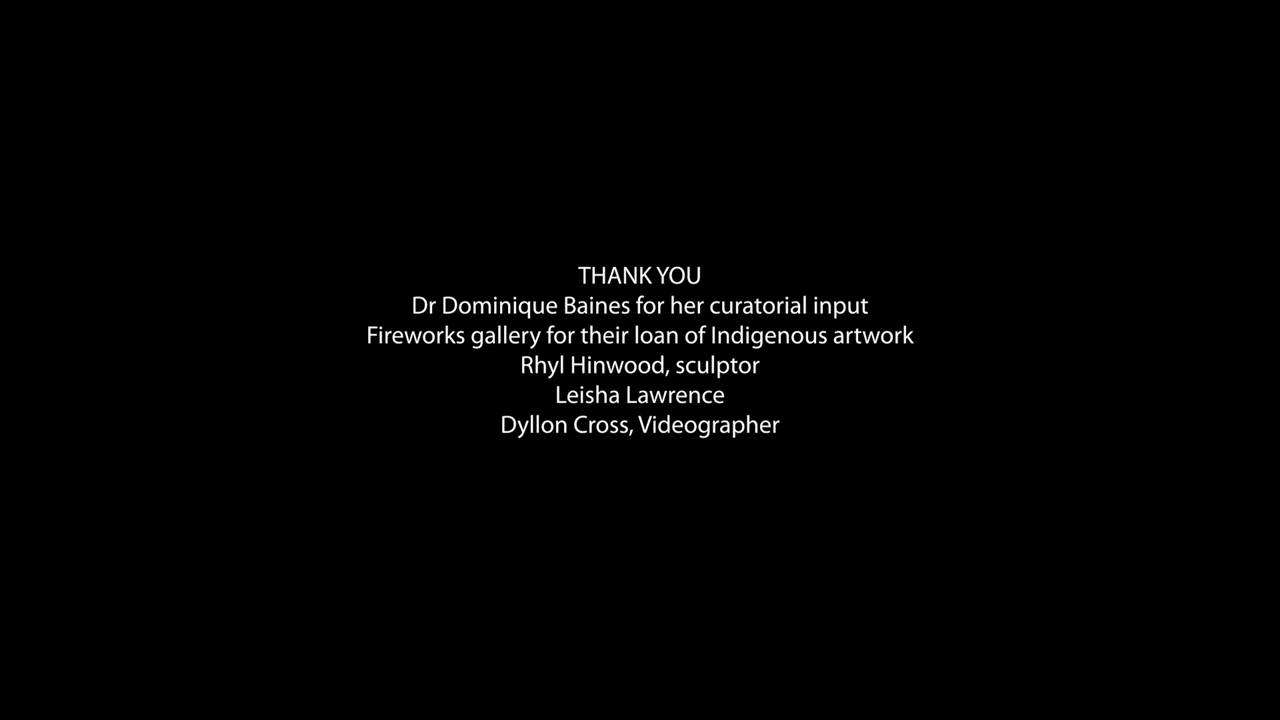 THANK YOU
Dr Dominique Baines for her curatorial input
Fireworks gallery for their loan of Indigenous artwork
Rhyl Hinwood, sculptor
Leisha Lawrence
Dyllon Cross, Videographer